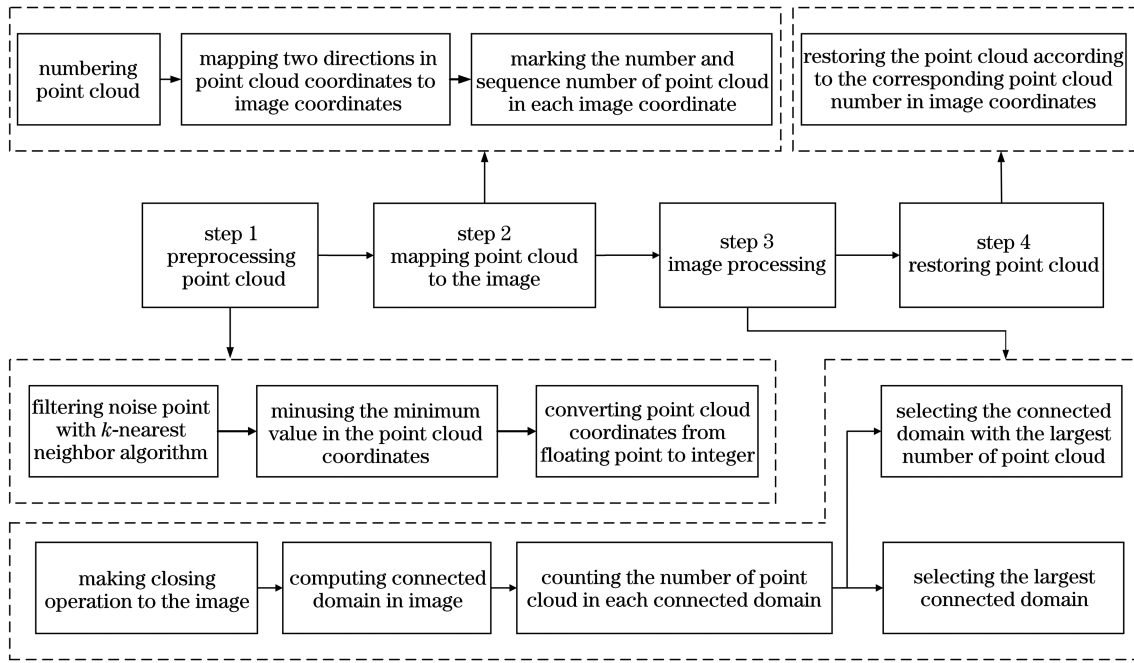 numbering
point cloud
mapping two directions in
point cloud coordinates to
image coordinates
marking the number and
sequence number of point cloud
in each image coordinate
restoring the point cloud according
to the corresponding point cloud
number in image coordinates
step 1
preprocessing
point cloud
step 2
mapping point cloud
to the image
step 3
image processing
step 4
restoring point cloud
filtering noise point
with k-nearest
neighbor algorithm
minusing the minimum
value in the point cloud
coordinates
converting point cloud
coordinates from
floating point to integer
selecting the connected
domain with the largest
number of point cloud
making closing
operation to the image
computing connected
domain in image
counting the number of point
cloud in each connected domain
selecting the largest
connected domain